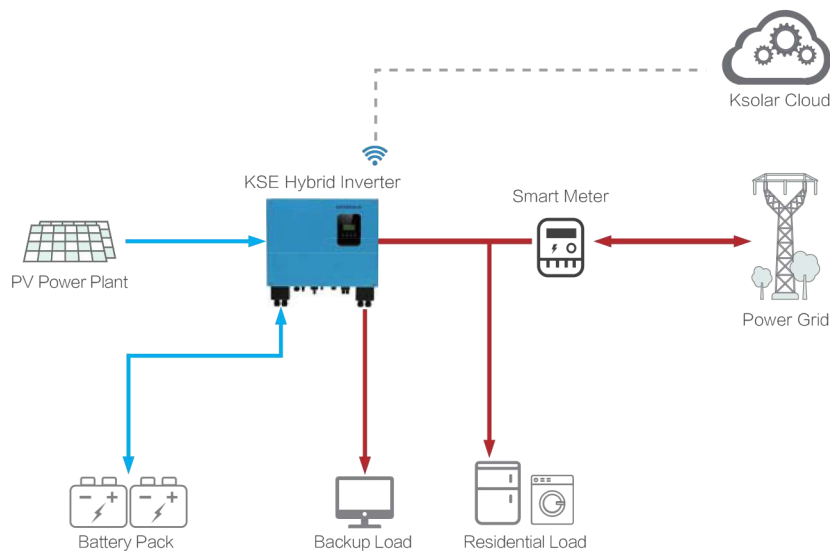 Ksolar Cloud
KSE Hybrid Inverter
Smart Meter
PV Power Plant
Power Grid
Battery Pack
Backup Load
Residential Load